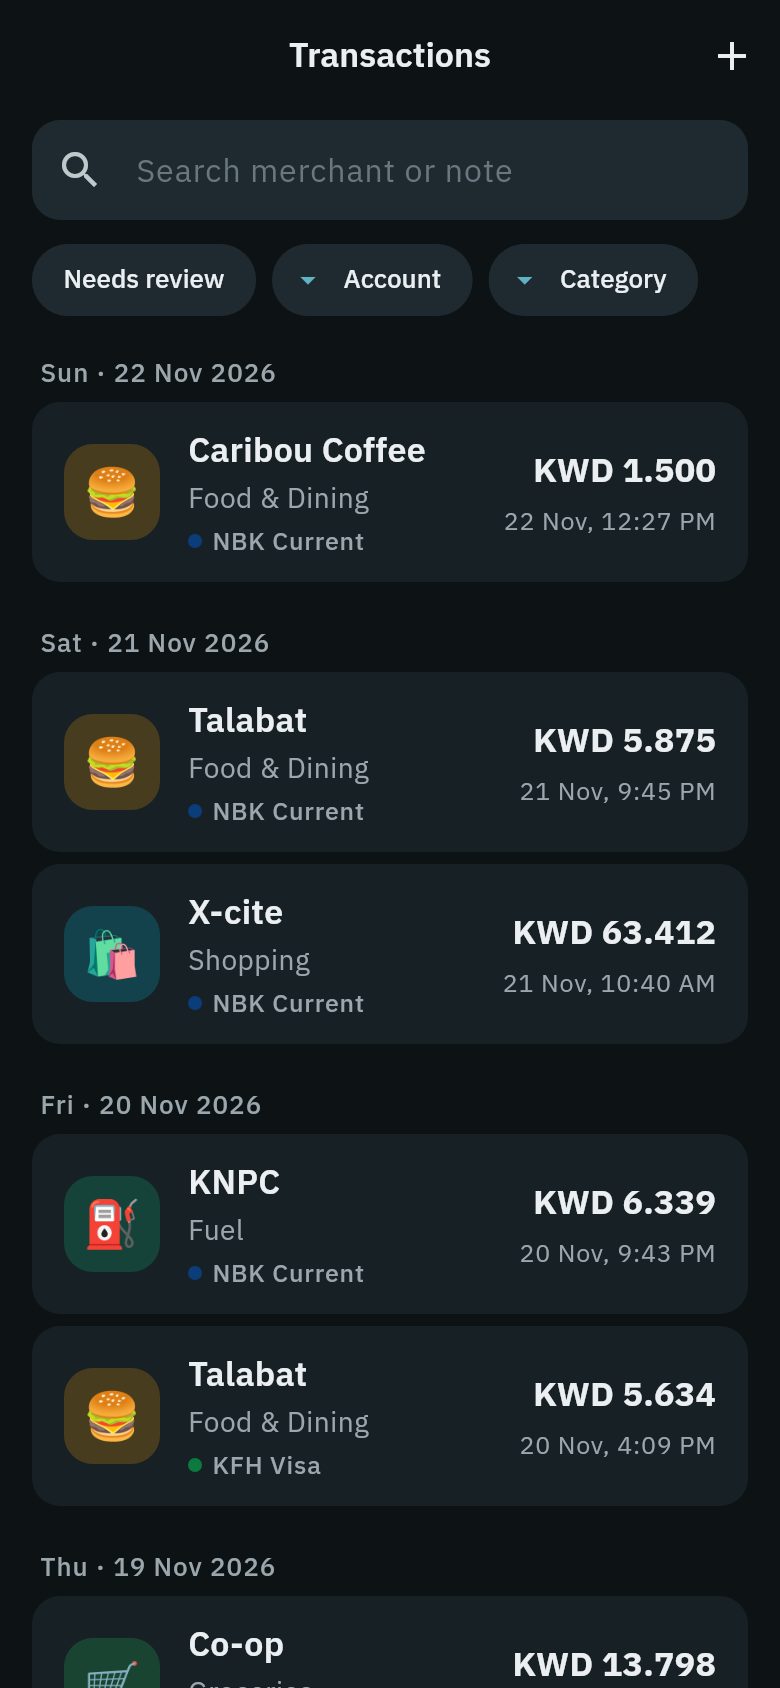 Transactions
Search merchant or note
Needs review
Account
Category
Sun · 22 Nov 2026
Caribou Coffee
Food & Dining
NBK Current
KWD 1.500
22 Nov, 12:27 PM
Sat · 21 Nov 2026
Talabat
Food & Dining
NBK Current
KWD 5.875
21 Nov, 9:45 PM
X-cite
Shopping
NBK Current
KWD 63.412
21 Nov, 10:40 AM
Fri · 20 Nov 2026
KNPC
Fuel
NBK Current
KWD 6.339
20 Nov, 9:43 PM
Talabat
Food & Dining
KFH Visa
KWD 5.634
20 Nov, 4:09 PM
Thu · 19 Nov 2026
Co-op
KWD 13.798